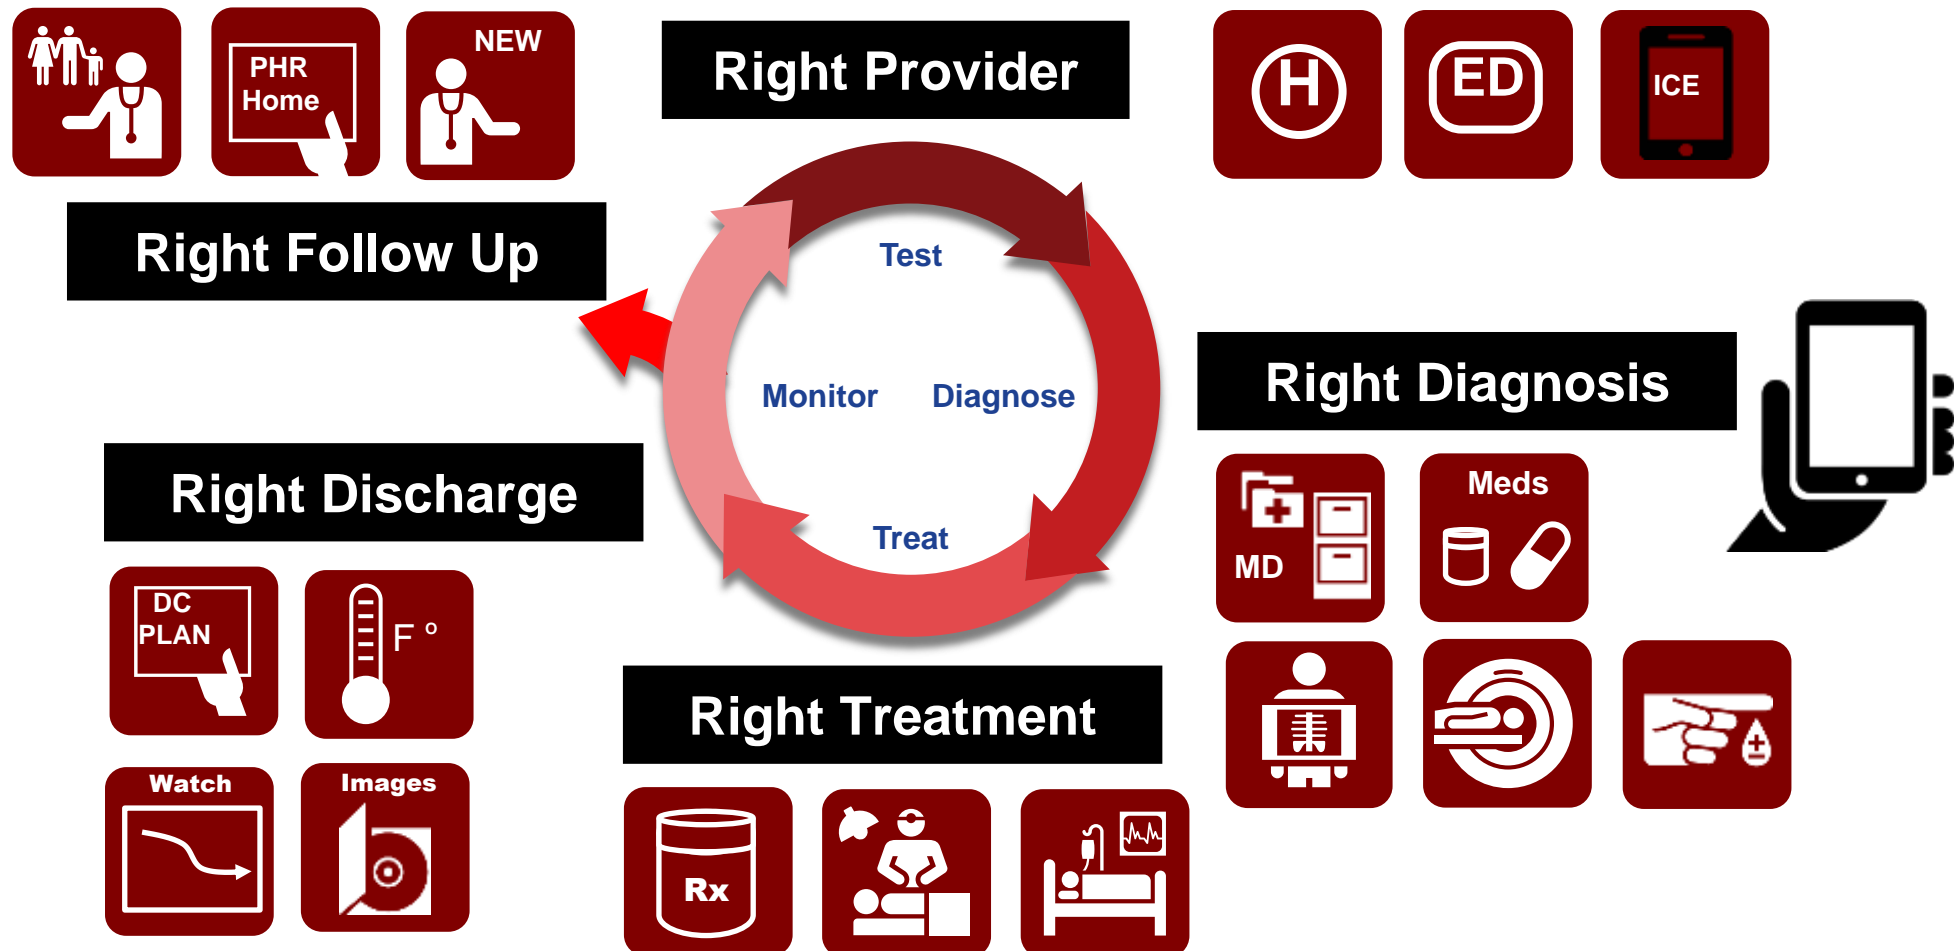 NEW
PHR
Home
Right Provider
H
ED
ICE
Right Follow Up
Test
Monitor
Diagnose
Treat
Right Diagnosis
MD
Meds
Right Discharge
DC
PLAN
F °
Watch
Images
Right Treatment
Rx